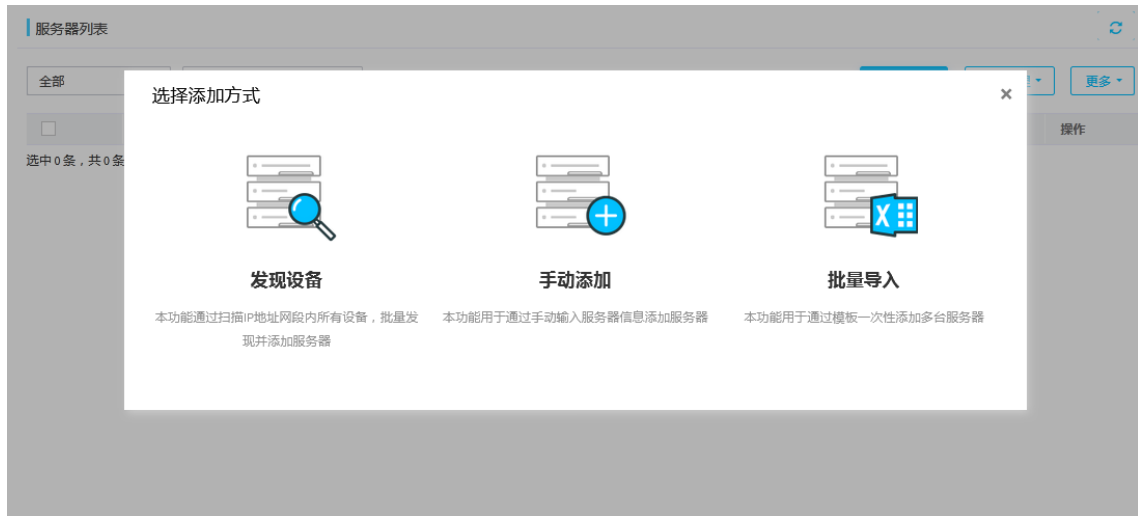 服务器列表
全部
更多
操作
选中0条，共0条
选择添加方式
×
发现设备
手动添加
批量导入
本功能通过扫描IP地址网段内所有设备，批量发
现并添加服务器
本功能用于通过手动输入服务器信息添加服务器
本功能用于通过模板一次性添加多台服务器